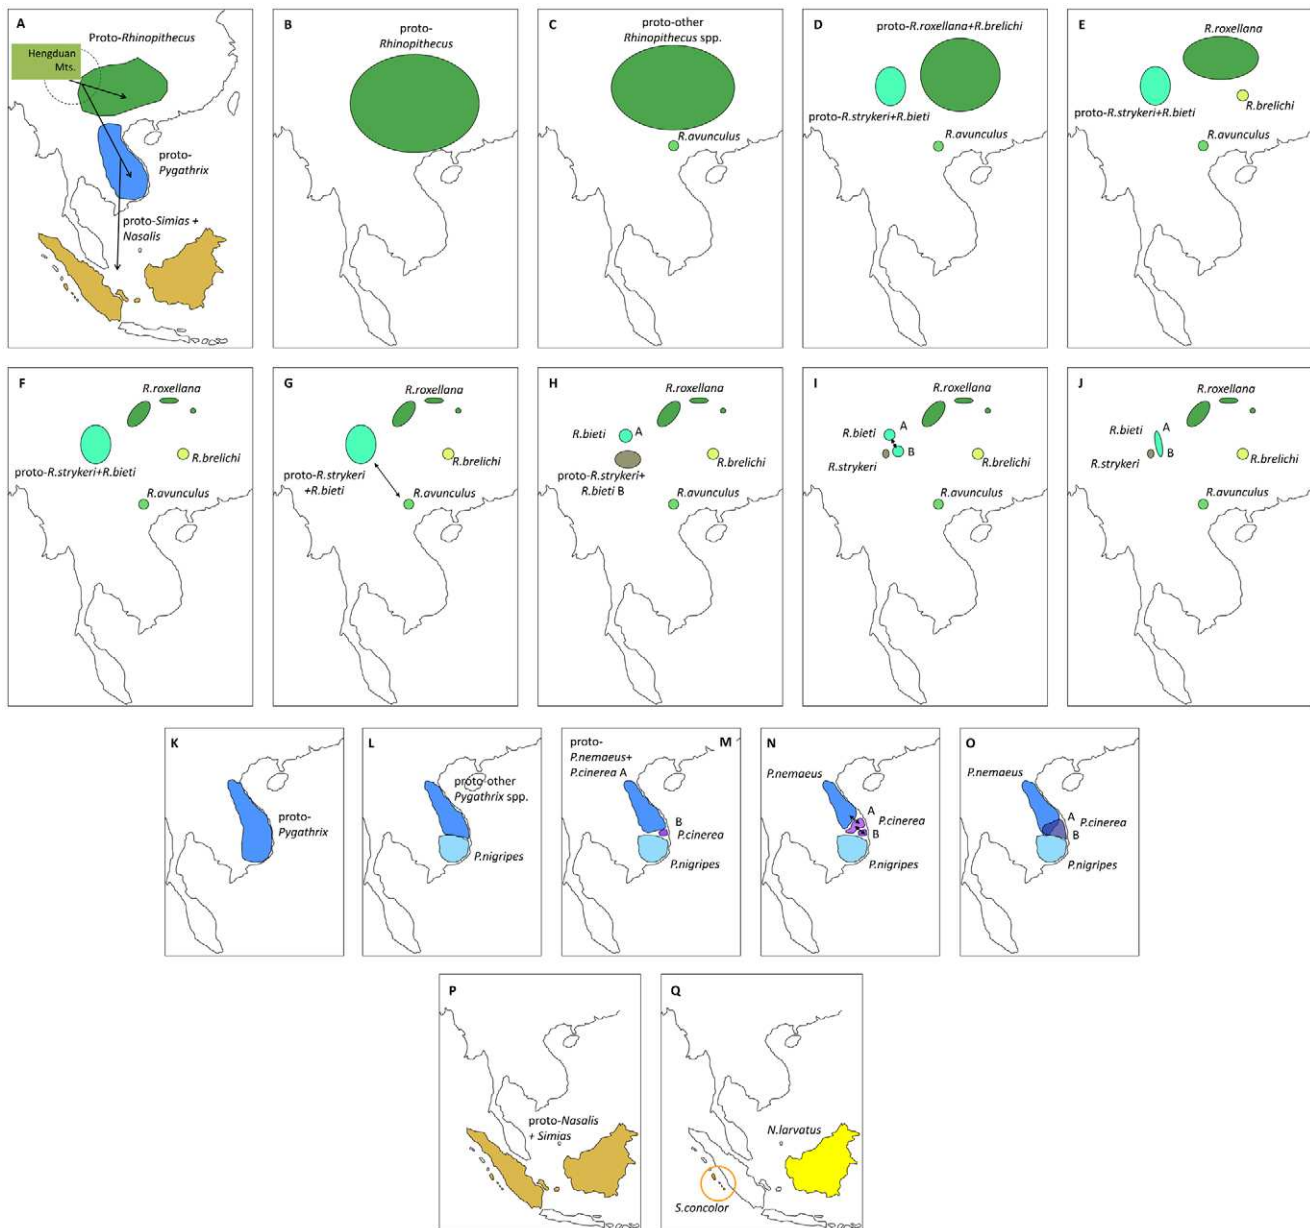 A
Proto-Rhinopithecus
Hengduan
Mts.
proto-
Pygathrix
proto-Simias +
Nasalis
B
proto-
Rhinopithecus
C
proto-other
Rhinopithecus spp.
R.avunculus
D
proto-R.roxellana+R.brelichi
proto-R.strykeri+R.bieti
R.avunculus
E
R.roxellana
R.brelichi
proto-R.strykeri+R.bieti
R.avunculus
F
R.roxellana
R.brelichi
proto-R.strykeri+R.bieti
R.avunculus
G
R.roxellana
R.brelichi
proto-R.strykeri
+R.bieti
R.avunculus
H
R.roxellana
R.bieti
A
R.brelichi
proto-R.strykeri+
R.bieti B
R.avunculus
I
R.roxellana
A
R.bieti
R.strykeri
B
R.brelichi
R.avunculus
J
R.roxellana
A
R.bieti
R.strykeri
B
R.brelichi
R.avunculus
K
proto-
Pygathrix
L
proto-other
Pygathrix spp.
P.nigripes
M
proto-
P.nemaeus+
P.cinerea A
B
P.cinerea
P.nigripes
N
P.nemaeus
A
P.cinerea
B
P.nigripes
O
P.nemaeus
A
P.cinerea
B
P.nigripes
P
proto-Nasalis
+ Simias
Q
N.larvatus
S.concolor